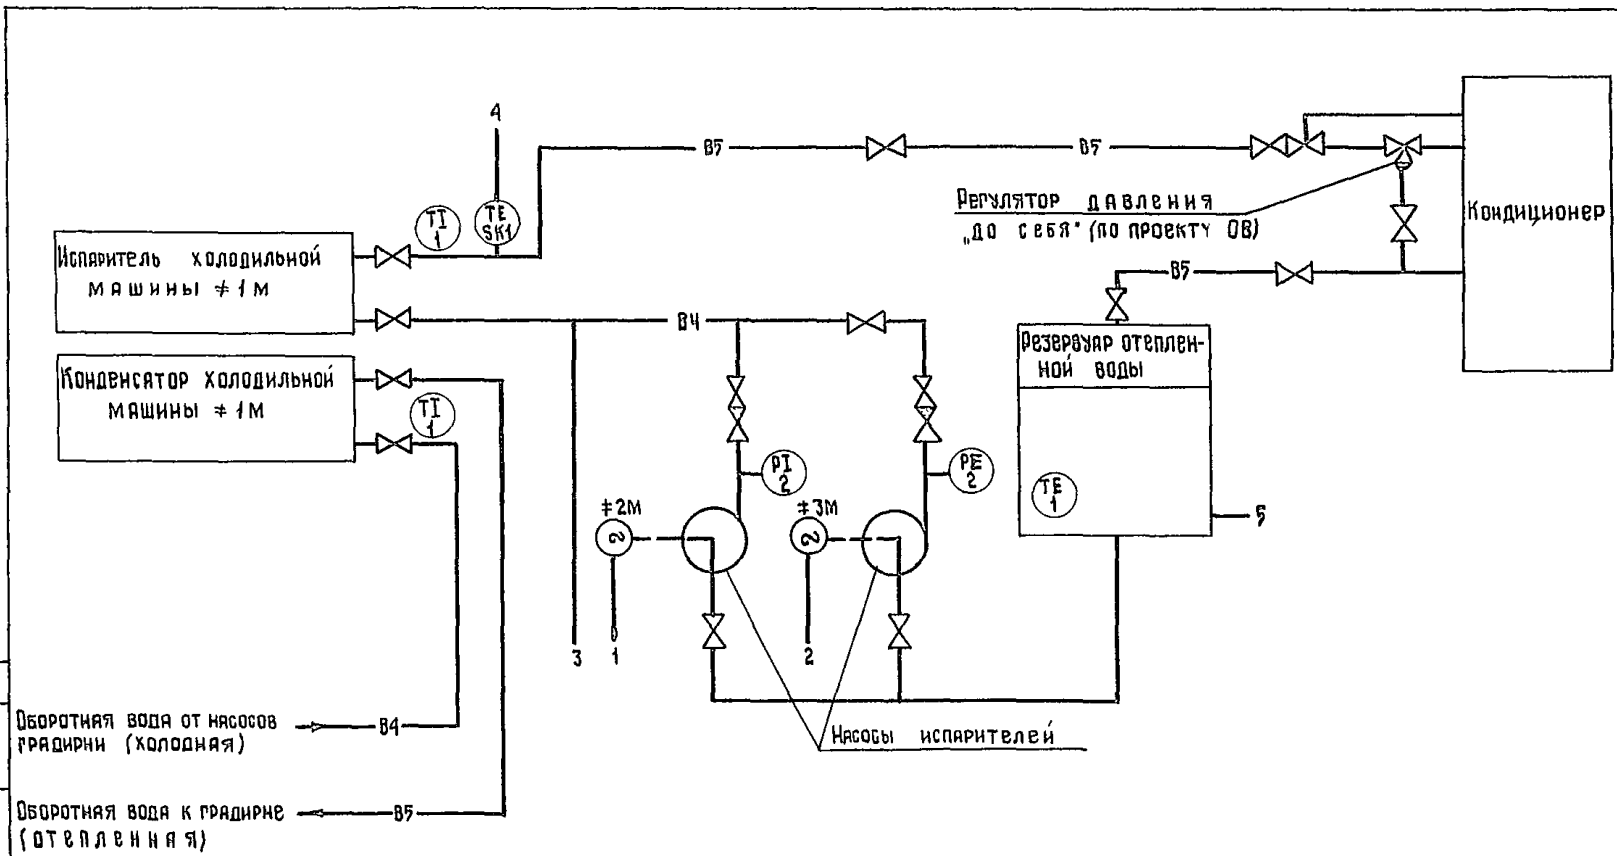 4
В5
В5
Регулятор давления
„до себя" (по проекту ОВ)
Кондиционер
TI
1
TE
SK1
Испаритель холодильной
машины ≠1М
В5
В4
Резервуар отеплен-
ной воды
Конденсатор холодильной
машины ≠1М
TI
1
PI
2
PE
2
TE
1
≠2М
≠3М
5
3
1
2
Оборотная вода от насосов
градирни (холодная)
В4
Насосы испарителей
Оборотная вода к градирне
(отепленная)
В5